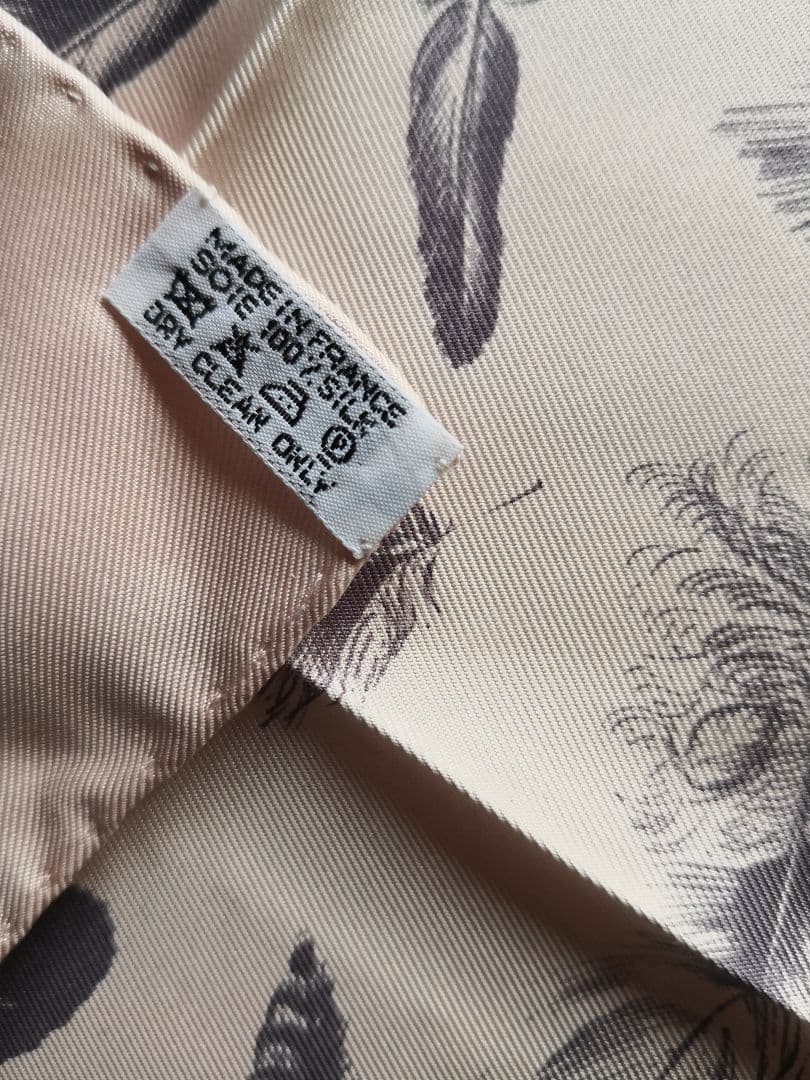 MADE IN FRANCE
SOIE 100% SILK
P
DRY CLEAN ONLY